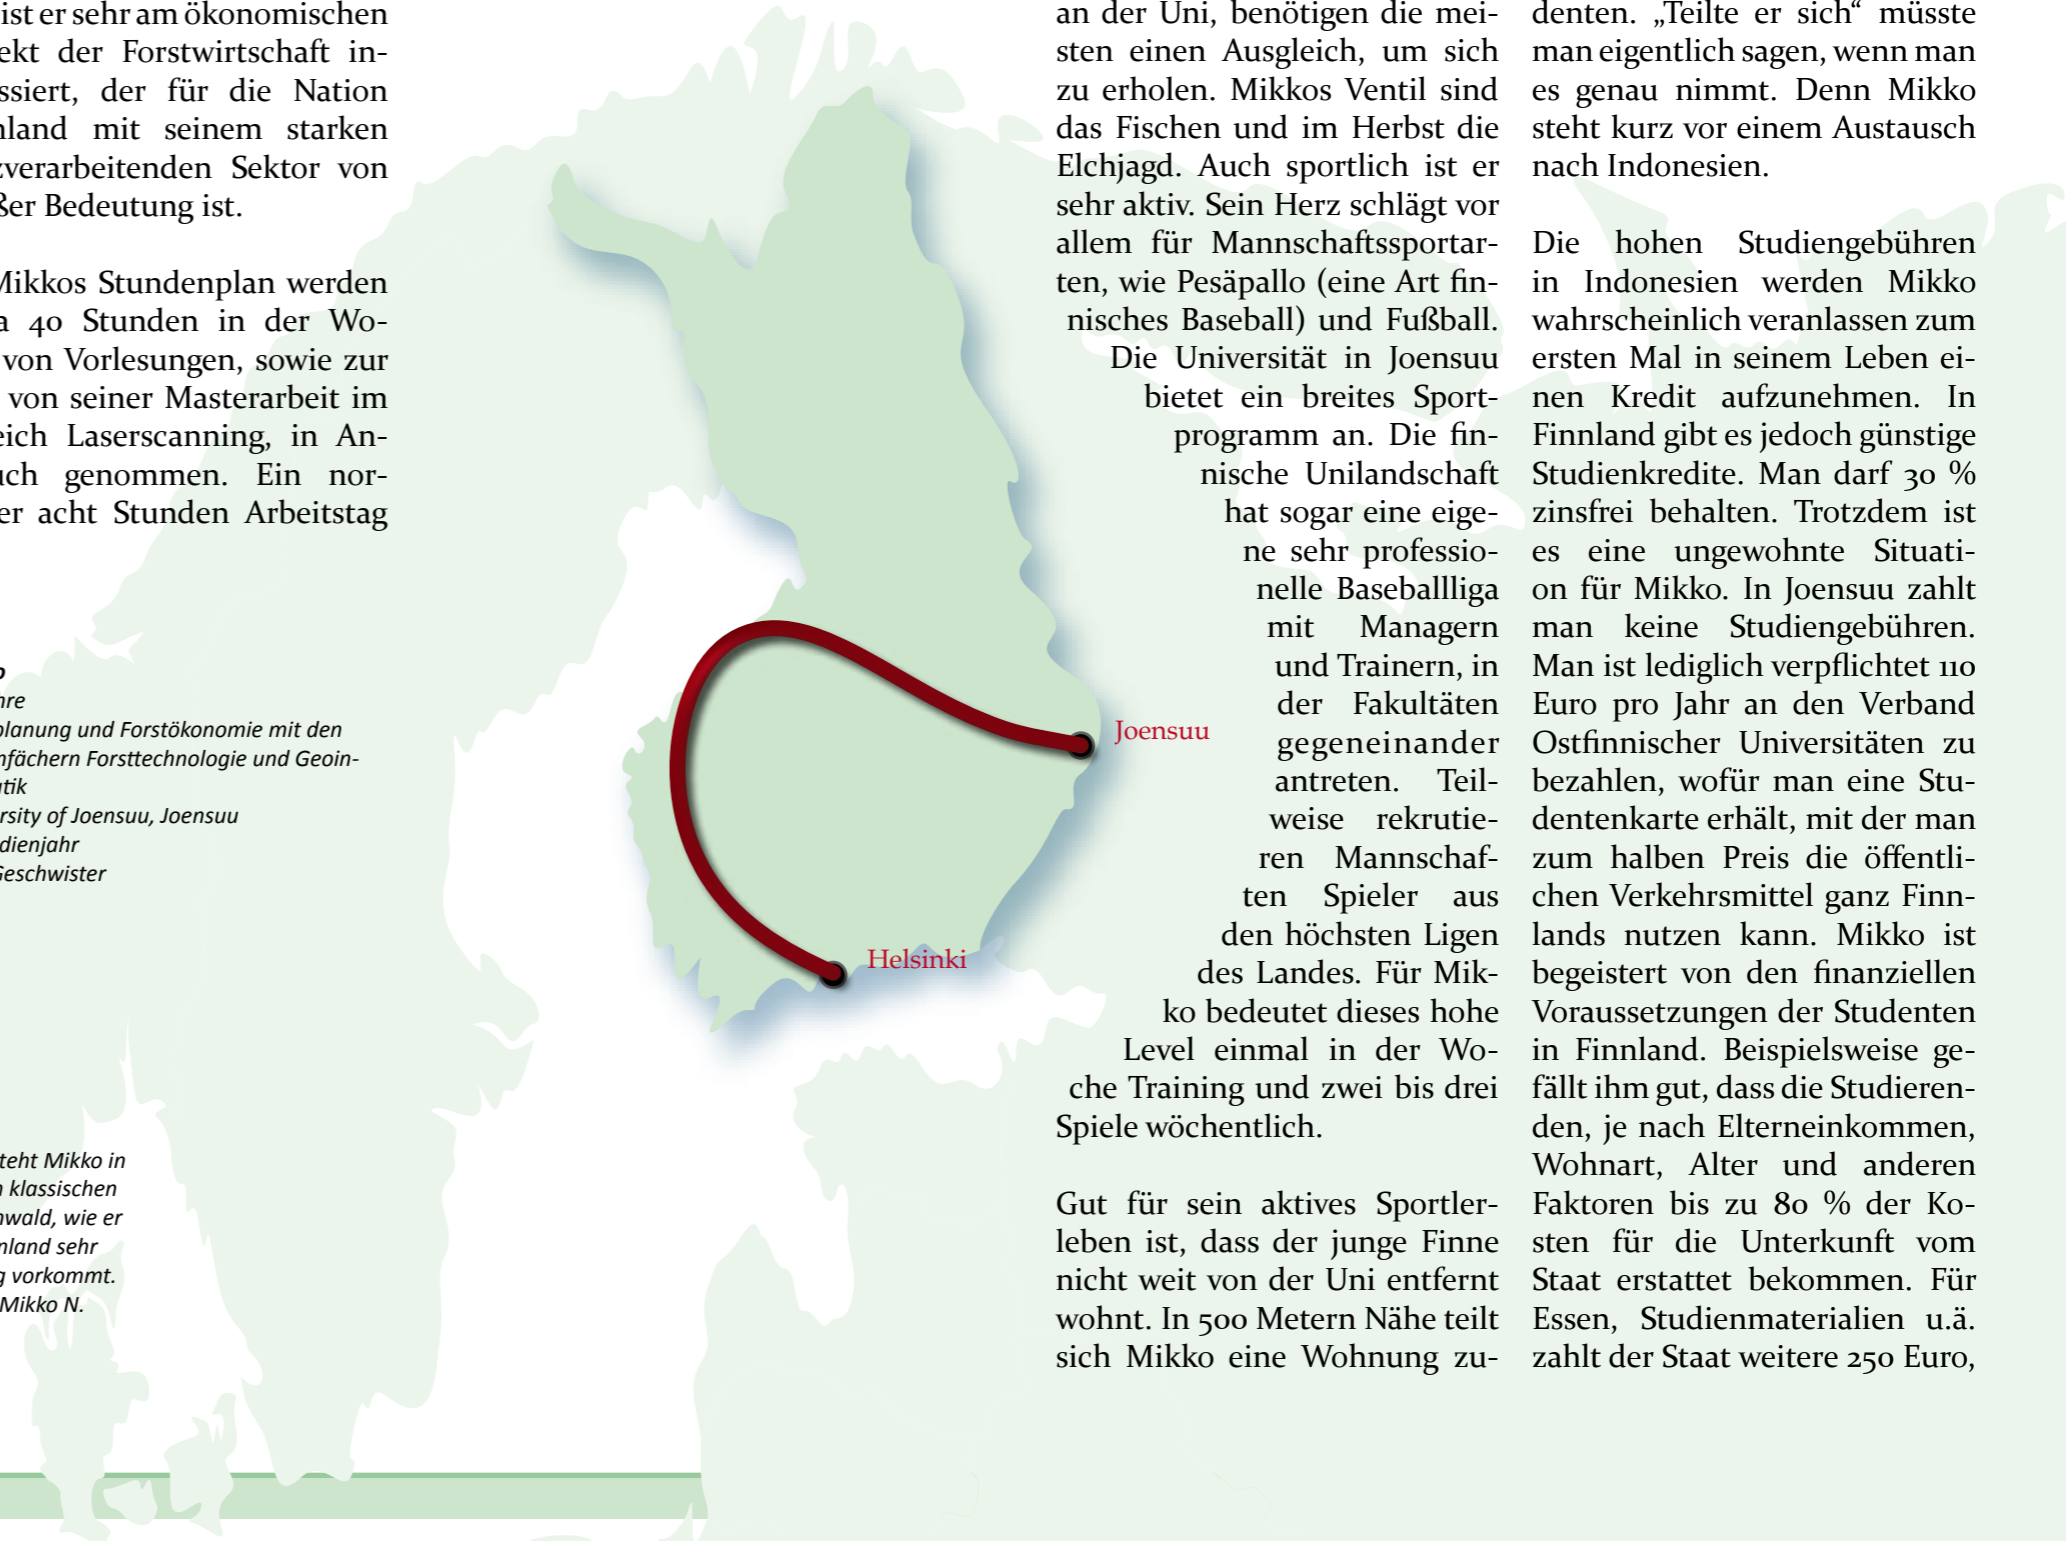 ist er sehr am ökonomischen
ekt der Forstwirtschaft in-
ssiert, der für die Nation
nland mit seinem starken
zverarbeitenden Sektor von
ßer Bedeutung ist.
Mikkos Stundenplan werden
a 40 Stunden in der Wo-
von Vorlesungen, sowie zur
von seiner Masterarbeit im
eich Laserscanning, in An-
uch genommen. Ein nor-
er acht Stunden Arbeitstag
o
hre
planung und Forstökonomie mit den
nfächern Forsttechnologie und Geoin-
atik
rsity of Joensuu, Joensuu
dienjahr
Geschwister
teht Mikko in
n klassischen
nwald, wie er
nland sehr
g vorkommt.
Mikko N.
Joensuu
Helsinki
an der Uni, benötigen die mei-
sten einen Ausgleich, um sich
zu erholen. Mikkos Ventil sind
das Fischen und im Herbst die
Elchjagd. Auch sportlich ist er
sehr aktiv. Sein Herz schlägt vor
allem für Mannschaftssportar-
ten, wie Pesäpallo (eine Art fin-
nisches Baseball) und Fußball.
Die Universität in Joensuu
bietet ein breites Sport-
programm an. Die fin-
nische Unilandschaft
hat sogar eine eige-
ne sehr professio-
nelle Baseballliga
mit Managern
und Trainern, in
der Fakultäten
gegeneinander
antreten. Teil-
weise rekrutie-
ren Mannschaf-
ten Spieler aus
den höchsten Ligen
des Landes. Für Mik-
ko bedeutet dieses hohe
Level einmal in der Wo-
che Training und zwei bis drei
Spiele wöchentlich.
Gut für sein aktives Sportler-
leben ist, dass der junge Finne
nicht weit von der Uni entfernt
wohnt. In 500 Metern Nähe teilt
sich Mikko eine Wohnung zu-
denten. „Teilte er sich“ müsste
man eigentlich sagen, wenn man
es genau nimmt. Denn Mikko
steht kurz vor einem Austausch
nach Indonesien.
Die hohen Studiengebühren
in Indonesien werden Mikko
wahrscheinlich veranlassen zum
ersten Mal in seinem Leben ei-
nen Kredit aufzunehmen. In
Finnland gibt es jedoch günstige
Studienkredite. Man darf 30 %
zinsfrei behalten. Trotzdem ist
es eine ungewohnte Situati-
on für Mikko. In Joensuu zahlt
man keine Studiengebühren.
Man ist lediglich verpflichtet 110
Euro pro Jahr an den Verband
Ostfinnischer Universitäten zu
bezahlen, wofür man eine Stu-
dentenkarte erhält, mit der man
zum halben Preis die öffentli-
chen Verkehrsmittel ganz Finn-
lands nutzen kann. Mikko ist
begeistert von den finanziellen
Voraussetzungen der Studenten
in Finnland. Beispielsweise ge-
fällt ihm gut, dass die Studieren-
den, je nach Elterneinkommen,
Wohnart, Alter und anderen
Faktoren bis zu 80 % der Ko-
sten für die Unterkunft vom
Staat erstattet bekommen. Für
Essen, Studienmaterialien u.ä.
zahlt der Staat weitere 250 Euro,